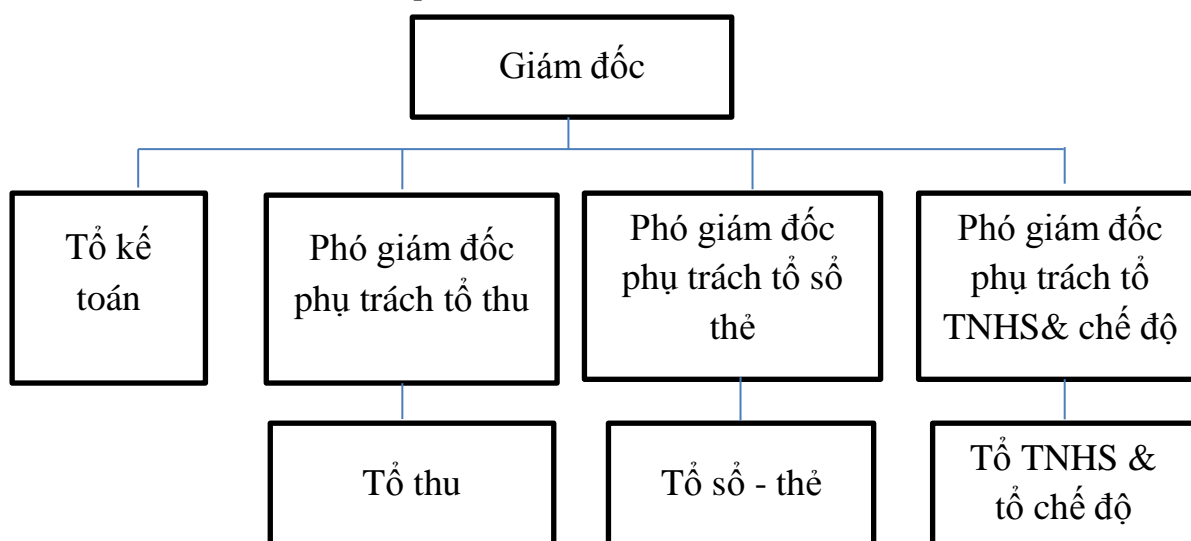 Giám đốc
Tổ kế
toán
Phó giám đốc
phụ trách tổ thu
Phó giám đốc
phụ trách tổ sổ
thẻ
Phó giám đốc
phụ trách tổ
TNHS& chế độ
Tổ thu
Tổ sổ - thẻ
Tổ TNHS &
tổ chế độ